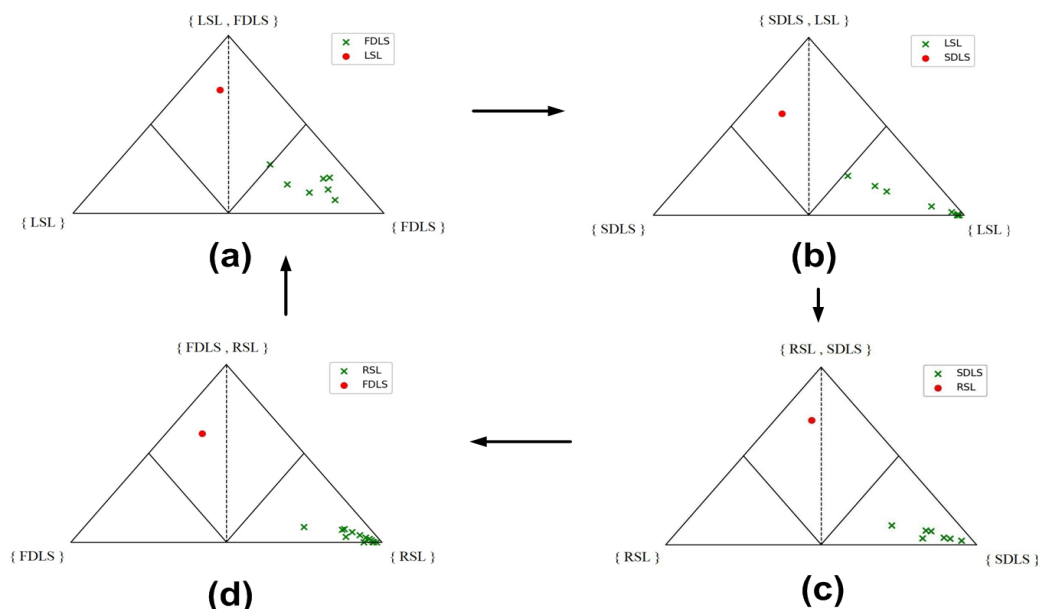 { LSL , FDLS }
FDLS
LSL
{ LSL }
{ FDLS }
(a)
{ SDLS , LSL }
LSL
SDLS
{ SDLS }
{ LSL }
(b)
{ FDLS , RSL }
RSL
FDLS
{ FDLS }
{ RSL }
(d)
{ RSL , SDLS }
SDLS
RSL
{ RSL }
{ SDLS }
(c)